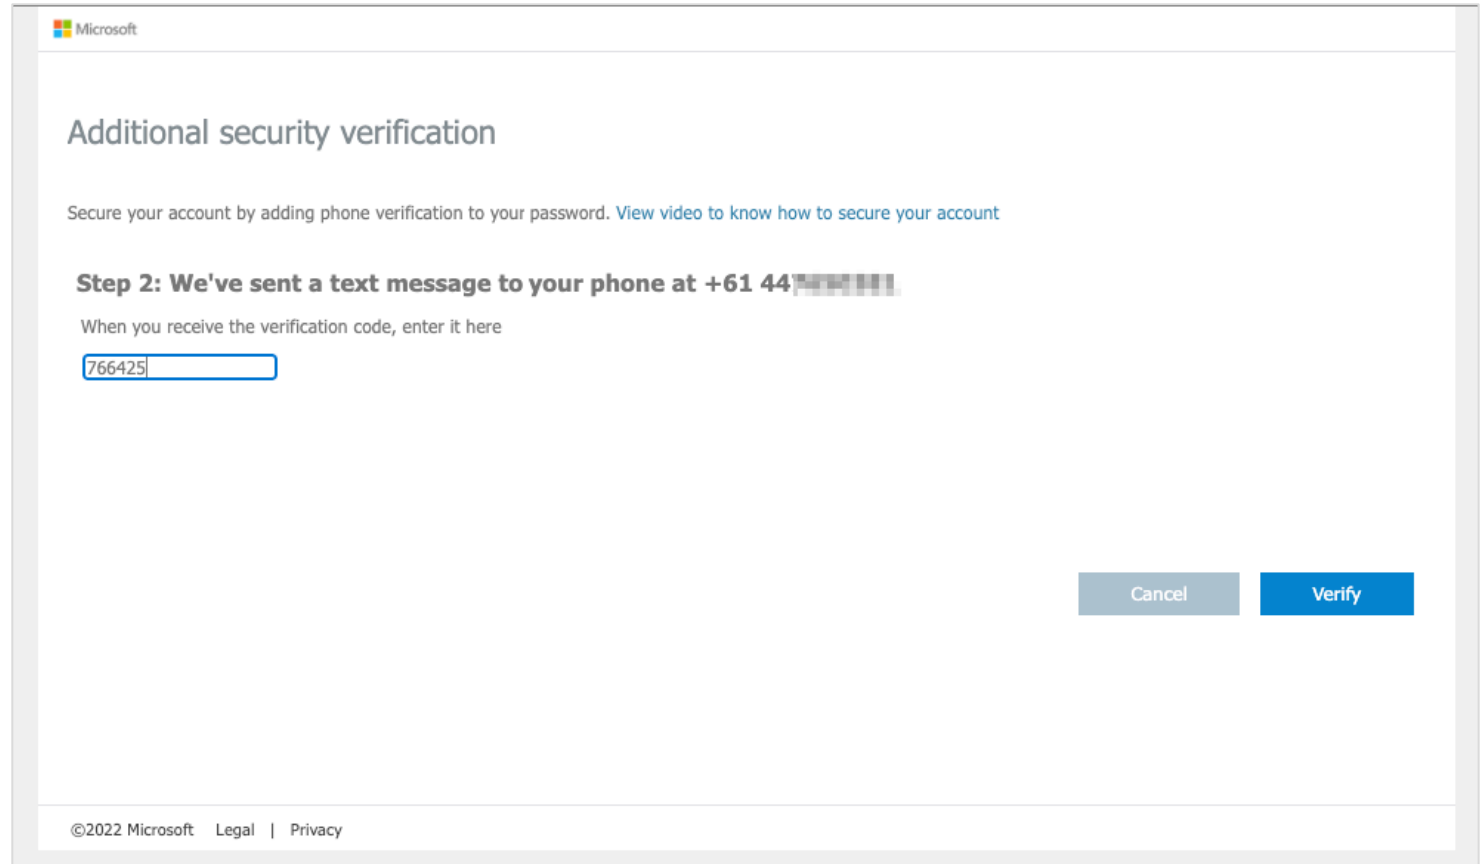 Microsoft
Additional security verification
Secure your account by adding phone verification to your password. View video to know how to secure your account
Step 2: We've sent a text message to your phone at +61 44
When you receive the verification code, enter it here
766425
Cancel Verify
©2022 Microsoft Legal | Privacy